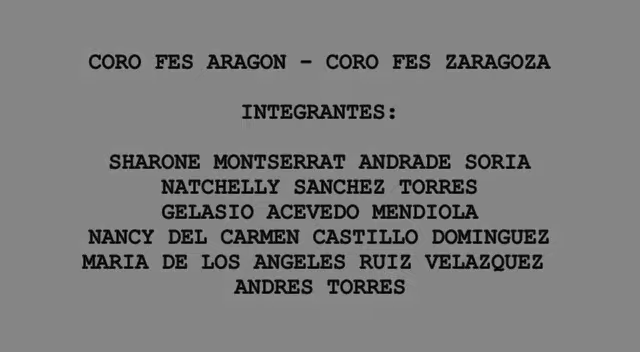 CORO FES ARAGON - CORO FES ZARAGOZA
INTEGRANTES:
SHARONE MONTSERRAT ANDRADE SORIA
NATCHELLY SANCHEZ TORRES
GELASIO ACEVEDO MENDIOLA
NANCY DEL CARMEN CASTILLO DOMINGUEZ
MARIA DE LOS ANGELES RUIZ VELAZQUEZ
ANDRES TORRES